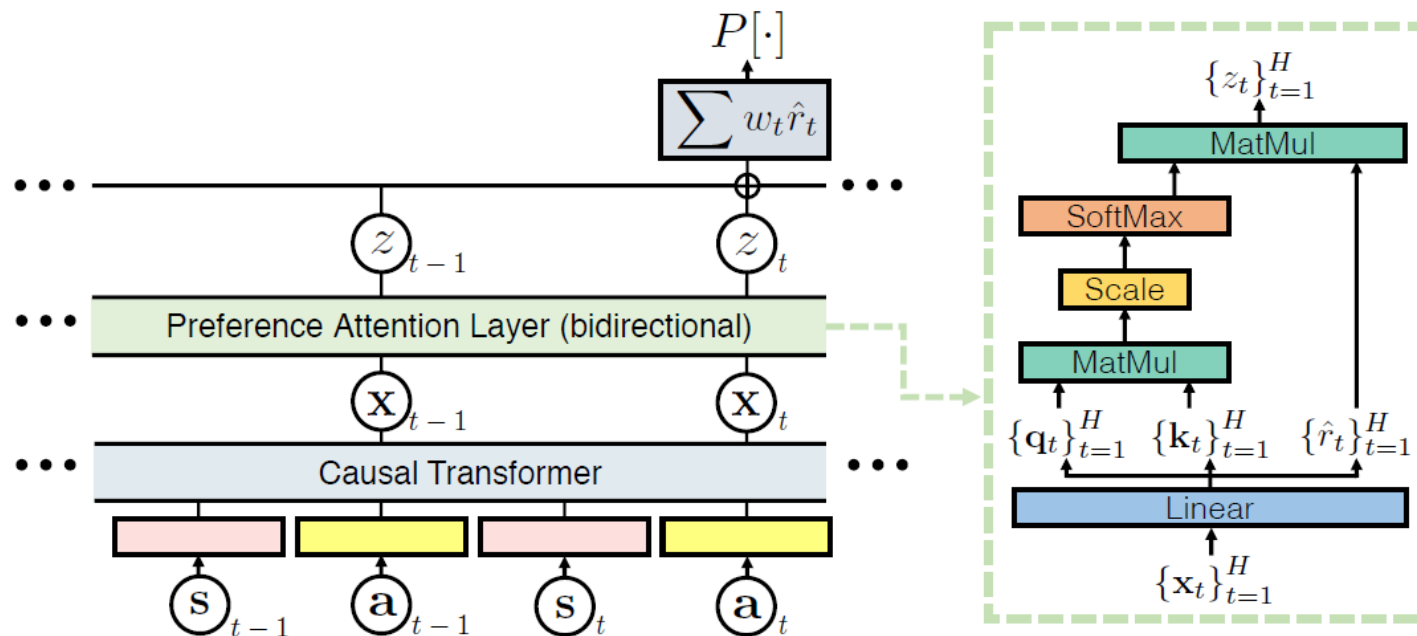 P[·]
∑ w_t r̂_t
z_{t-1} z_t
Preference Attention Layer (bidirectional)
x_{t-1} x_t
Causal Transformer
s_{t-1} a_{t-1} s_t a_t
{z_t}_{t=1}^H
MatMul
SoftMax
Scale
MatMul
{q_t}_{t=1}^H {k_t}_{t=1}^H {r̂_t}_{t=1}^H
Linear
{x_t}_{t=1}^H